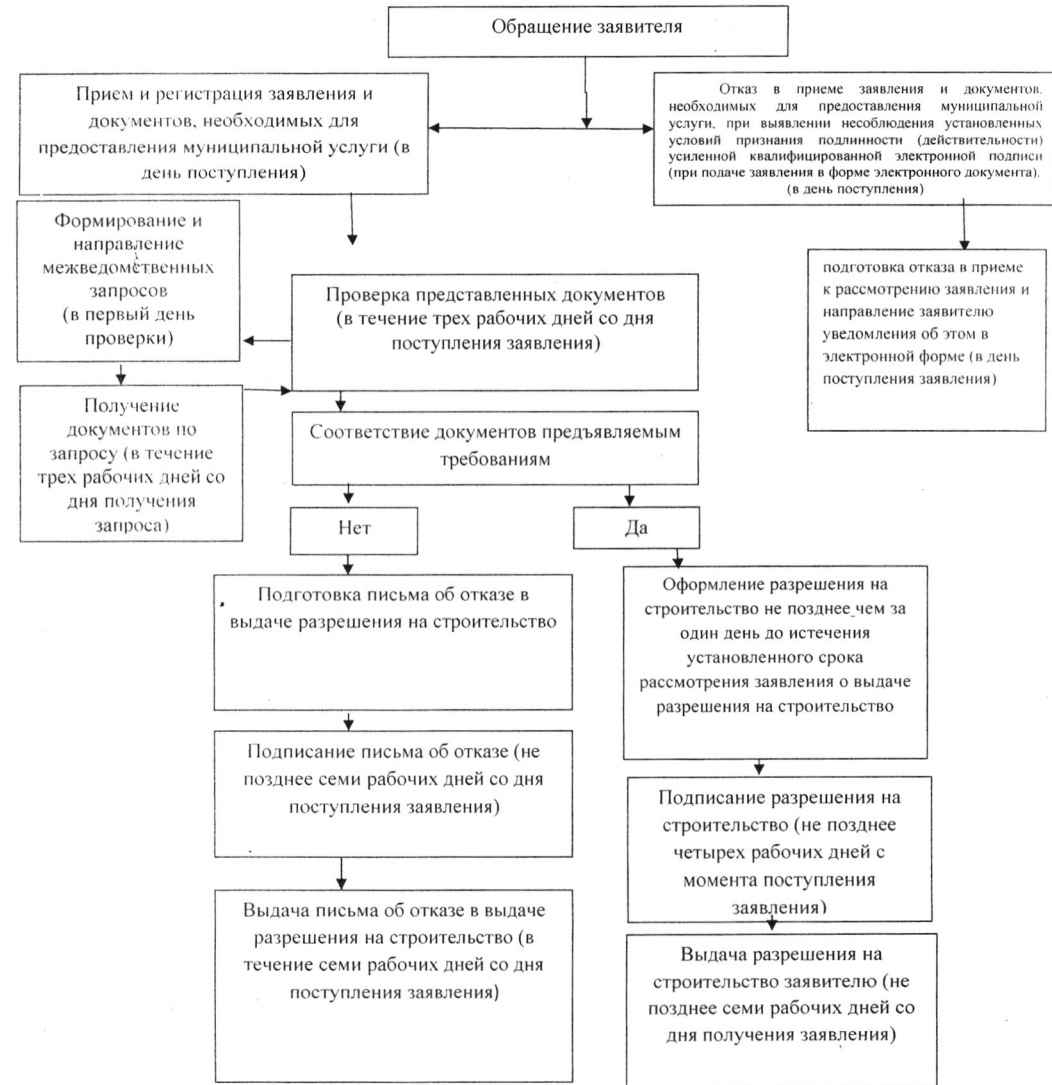 Обращение заявителя
Прием и регистрация заявления и
документов, необходимых для
предоставления муниципальной услуги (в
день поступления)
Отказ в приеме заявления и документов,
необходимых для предоставления муниципальной
услуги, при выявлении несоблюдения установленных
условий признания подлинности (действительности)
усиленной квалифицированной электронной подписи
(при подаче заявления в форме электронного документа).
(в день поступления)
Формирование и
направление
межведомственных
запросов
(в первый день
проверки)
Проверка представленных документов
(в течение трех рабочих дней со дня
поступления заявления)
подготовка отказа в приеме
к рассмотрению заявления и
направление заявителю
уведомления об этом в
электронной форме (в день
поступления заявления)
Получение
документов по
запросу (в течение
трех рабочих дней со
дня получения
запроса)
Соответствие документов предъявляемым
требованиям
Нет
Да
Подготовка письма об отказе в
выдаче разрешения на строительство
Оформление разрешения на
строительство не позднее чем за
один день до истечения
установленного срока
рассмотрения заявления о выдаче
разрешения на строительство
Подписание письма об отказе (не
позднее семи рабочих дней со дня
поступления заявления)
Подписание разрешения на
строительство (не позднее
четырех рабочих дней с
момента поступления
заявления)
Выдача письма об отказе в выдаче
разрешения на строительство (в
течение семи рабочих дней со дня
поступления заявления)
Выдача разрешения на
строительство заявителю (не
позднее семи рабочих дней со
дня получения заявления)